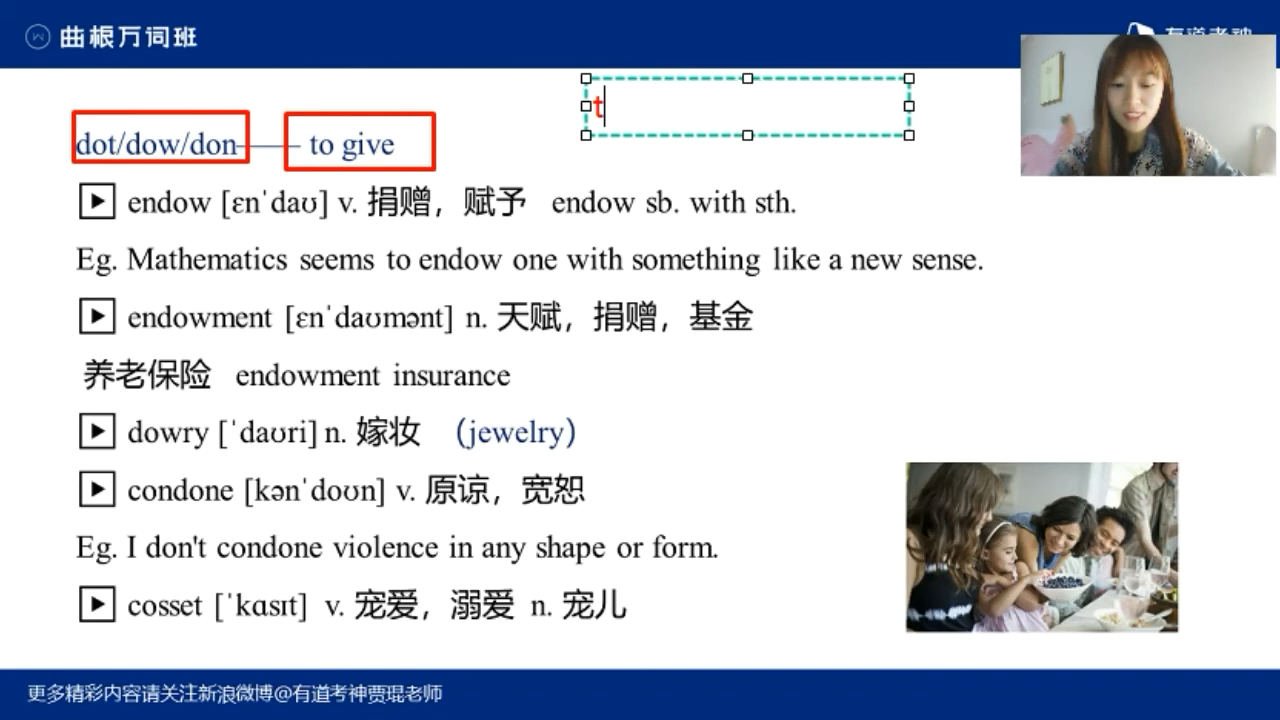 曲根万词班
有道考神
t
dot/dow/don—— to give
endow [ɛnˈdaʊ] v. 捐赠，赋予 endow sb. with sth.
Eg. Mathematics seems to endow one with something like a new sense.
endowment [ɛnˈdaʊmənt] n. 天赋，捐赠，基金
养老保险 endowment insurance
dowry [ˈdaʊri] n. 嫁妆 （jewelry）
condone [kənˈdoʊn] v. 原谅，宽恕
Eg. I don't condone violence in any shape or form.
cosset [ˈkɑsɪt] v. 宠爱，溺爱 n. 宠儿
更多精彩内容请关注新浪微博@有道考神贾琨老师